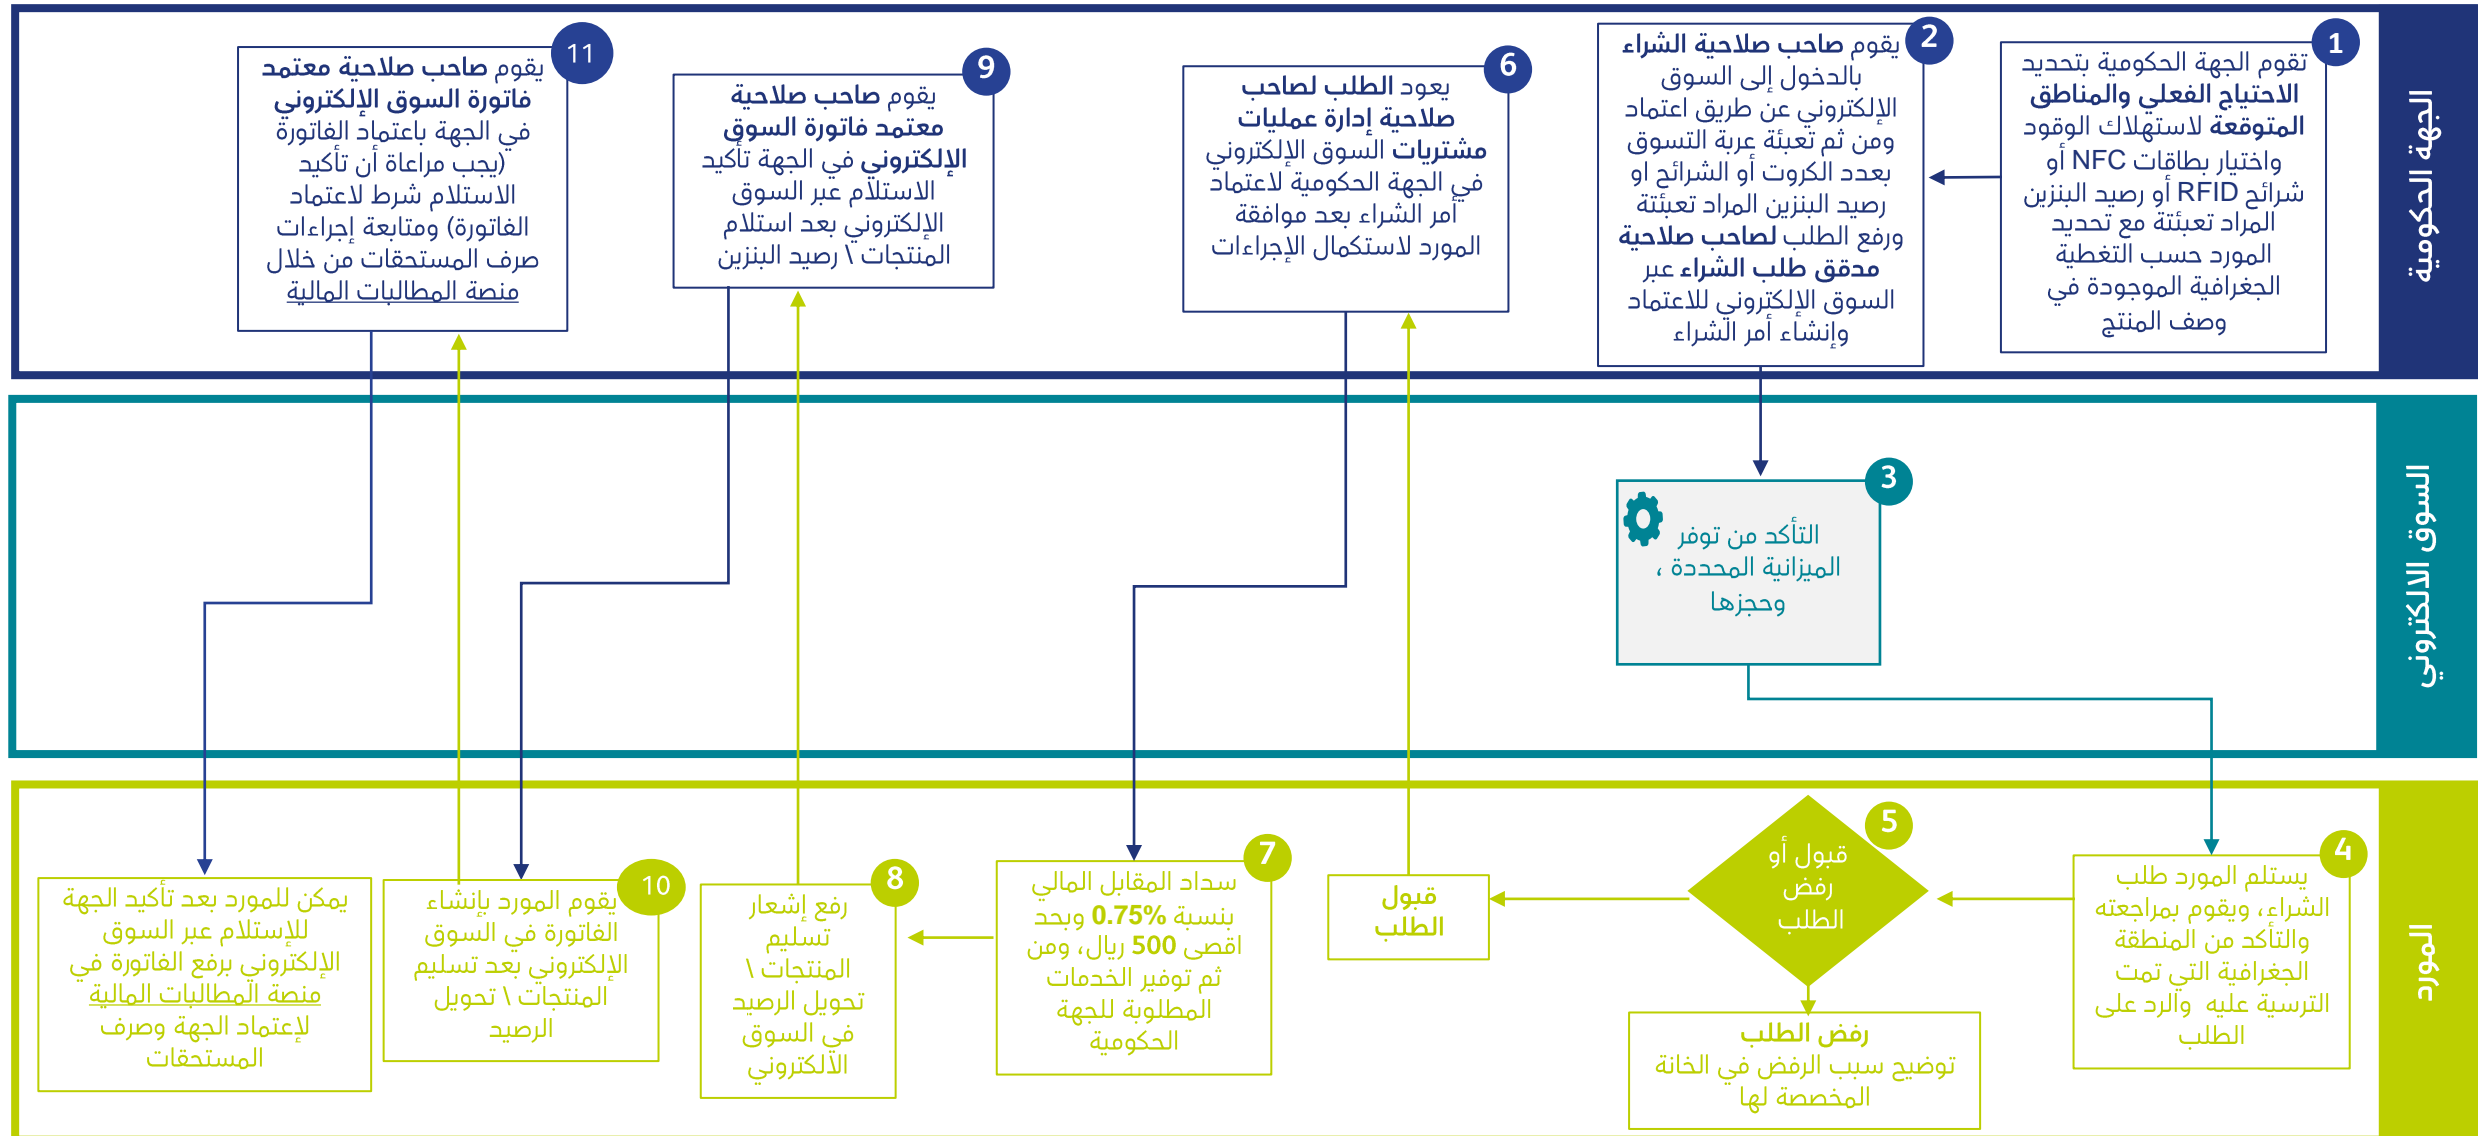 الجهة الحكومية
1
تقوم الجهة الحكومية بتحديد
الاحتياج الفعلي والمناطق
المتوقعة لاستهلاك الوقود
واختيار بطاقات NFC أو
شرائح RFID أو رصيد البنزين
المراد تعبئتة مع تحديد
المورد حسب التغطية
الجغرافية الموجودة في
وصف المنتج
2
يقوم صاحب صلاحية الشراء
بالدخول إلى السوق
الإلكتروني عن طريق اعتماد
ومن ثم تعبئة عربة التسوق
بعدد الكروت أو الشرائح او
رصيد البنزين المراد تعبئتة
ورفع الطلب لصاحب صلاحية
مدقق طلب الشراء عبر
السوق الإلكتروني للاعتماد
وإنشاء أمر الشراء
6
يعود الطلب لصاحب
صلاحية إدارة عمليات
مشتريات السوق الإلكتروني
في الجهة الحكومية لاعتماد
أمر الشراء بعد موافقة
المورد لاستكمال الإجراءات
9
يقوم صاحب صلاحية
معتمد فاتورة السوق
الإلكتروني في الجهة تأكيد
الاستلام عبر السوق
الإلكتروني بعد استلام
المنتجات \ رصيد البنزين
11
يقوم صاحب صلاحية معتمد
فاتورة السوق الإلكتروني
في الجهة باعتماد الفاتورة
(يجب مراعاة أن تأكيد
الاستلام شرط لاعتماد
الفاتورة) ومتابعة إجراءات
صرف المستحقات من خلال
منصة المطالبات المالية
السوق الالكتروني
3
التأكد من توفر
الميزانية المحددة ،
وحجزها
المورد
4
يستلم المورد طلب
الشراء، ويقوم بمراجعته
والتأكد من المنطقة
الجغرافية التي تمت
الترسية عليه والرد على
الطلب
5
قبول أو
رفض
الطلب
رفض الطلب
توضيح سبب الرفض في الخانة
المخصصة لها
قبول
الطلب
7
سداد المقابل المالي
بنسبة 0.75% وبحد
اقصى 500 ريال، ومن
ثم توفير الخدمات
المطلوبة للجهة
الحكومية
8
رفع إشعار
تسليم
المنتجات \
تحويل الرصيد
في السوق
الالكتروني
10
يقوم المورد بإنشاء
الفاتورة في السوق
الإلكتروني بعد تسليم
المنتجات \ تحويل
الرصيد
يمكن للمورد بعد تأكيد الجهة
للإستلام عبر السوق
الإلكتروني برفع الفاتورة في
منصة المطالبات المالية
لإعتماد الجهة وصرف
المستحقات